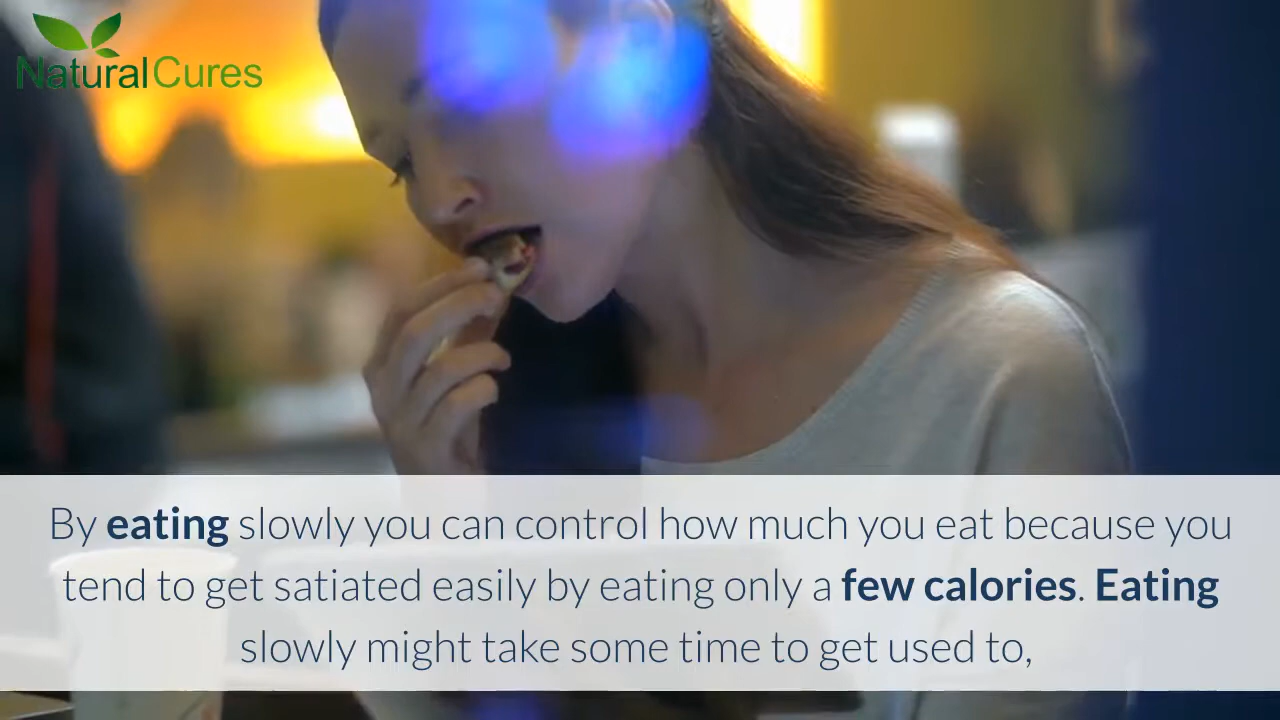 NaturalCures
By eating slowly you can control how much you eat because you
tend to get satiated easily by eating only a few calories. Eating
slowly might take some time to get used to,